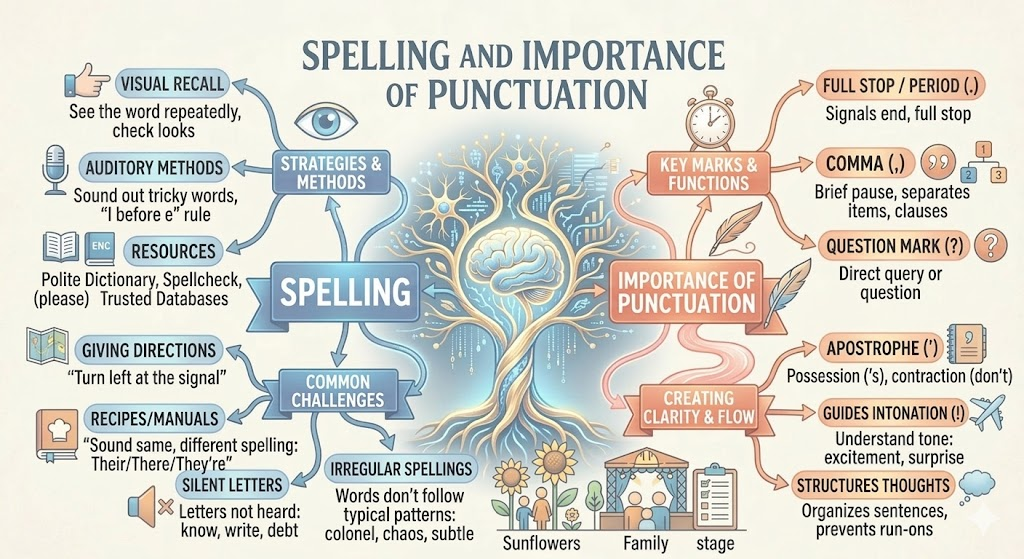 SPELLING AND IMPORTANCE
OF PUNCTUATION
VISUAL RECALL
See the word repeatedly,
check looks
AUDITORY METHODS
Sound out tricky words,
“I before e” rule
ENC
RESOURCES
Polite Dictionary, Spellcheck,
(please) Trusted Databases
STRATEGIES &
METHODS
SPELLING
GIVING DIRECTIONS
“Turn left at the signal”
RECIPES/MANUALS
“Sound same, different spelling:
Their/There/They’re”
SILENT LETTERS
Letters not heard:
know, write, debt
COMMON
CHALLENGES
IRREGULAR SPELLINGS
Words don’t follow
typical patterns:
colonel, chaos, subtle
KEY MARKS &
FUNCTIONS
FULL STOP / PERIOD (.)
Signals end, full stop
COMMA (,)
”
1
2
3
Brief pause, separates
items, clauses
QUESTION MARK (?)
?
Direct query or
question
IMPORTANCE OF
PUNCTUATION
APOSTROPHE (’)
,
Possession (’s), contraction (don’t)
CREATING
CLARITY & FLOW
GUIDES INTONATION (!)
Understand tone:
excitement, surprise
STRUCTURES THOUGHTS
Organizes sentences,
prevents run-ons
Sunflowers
Family
stage